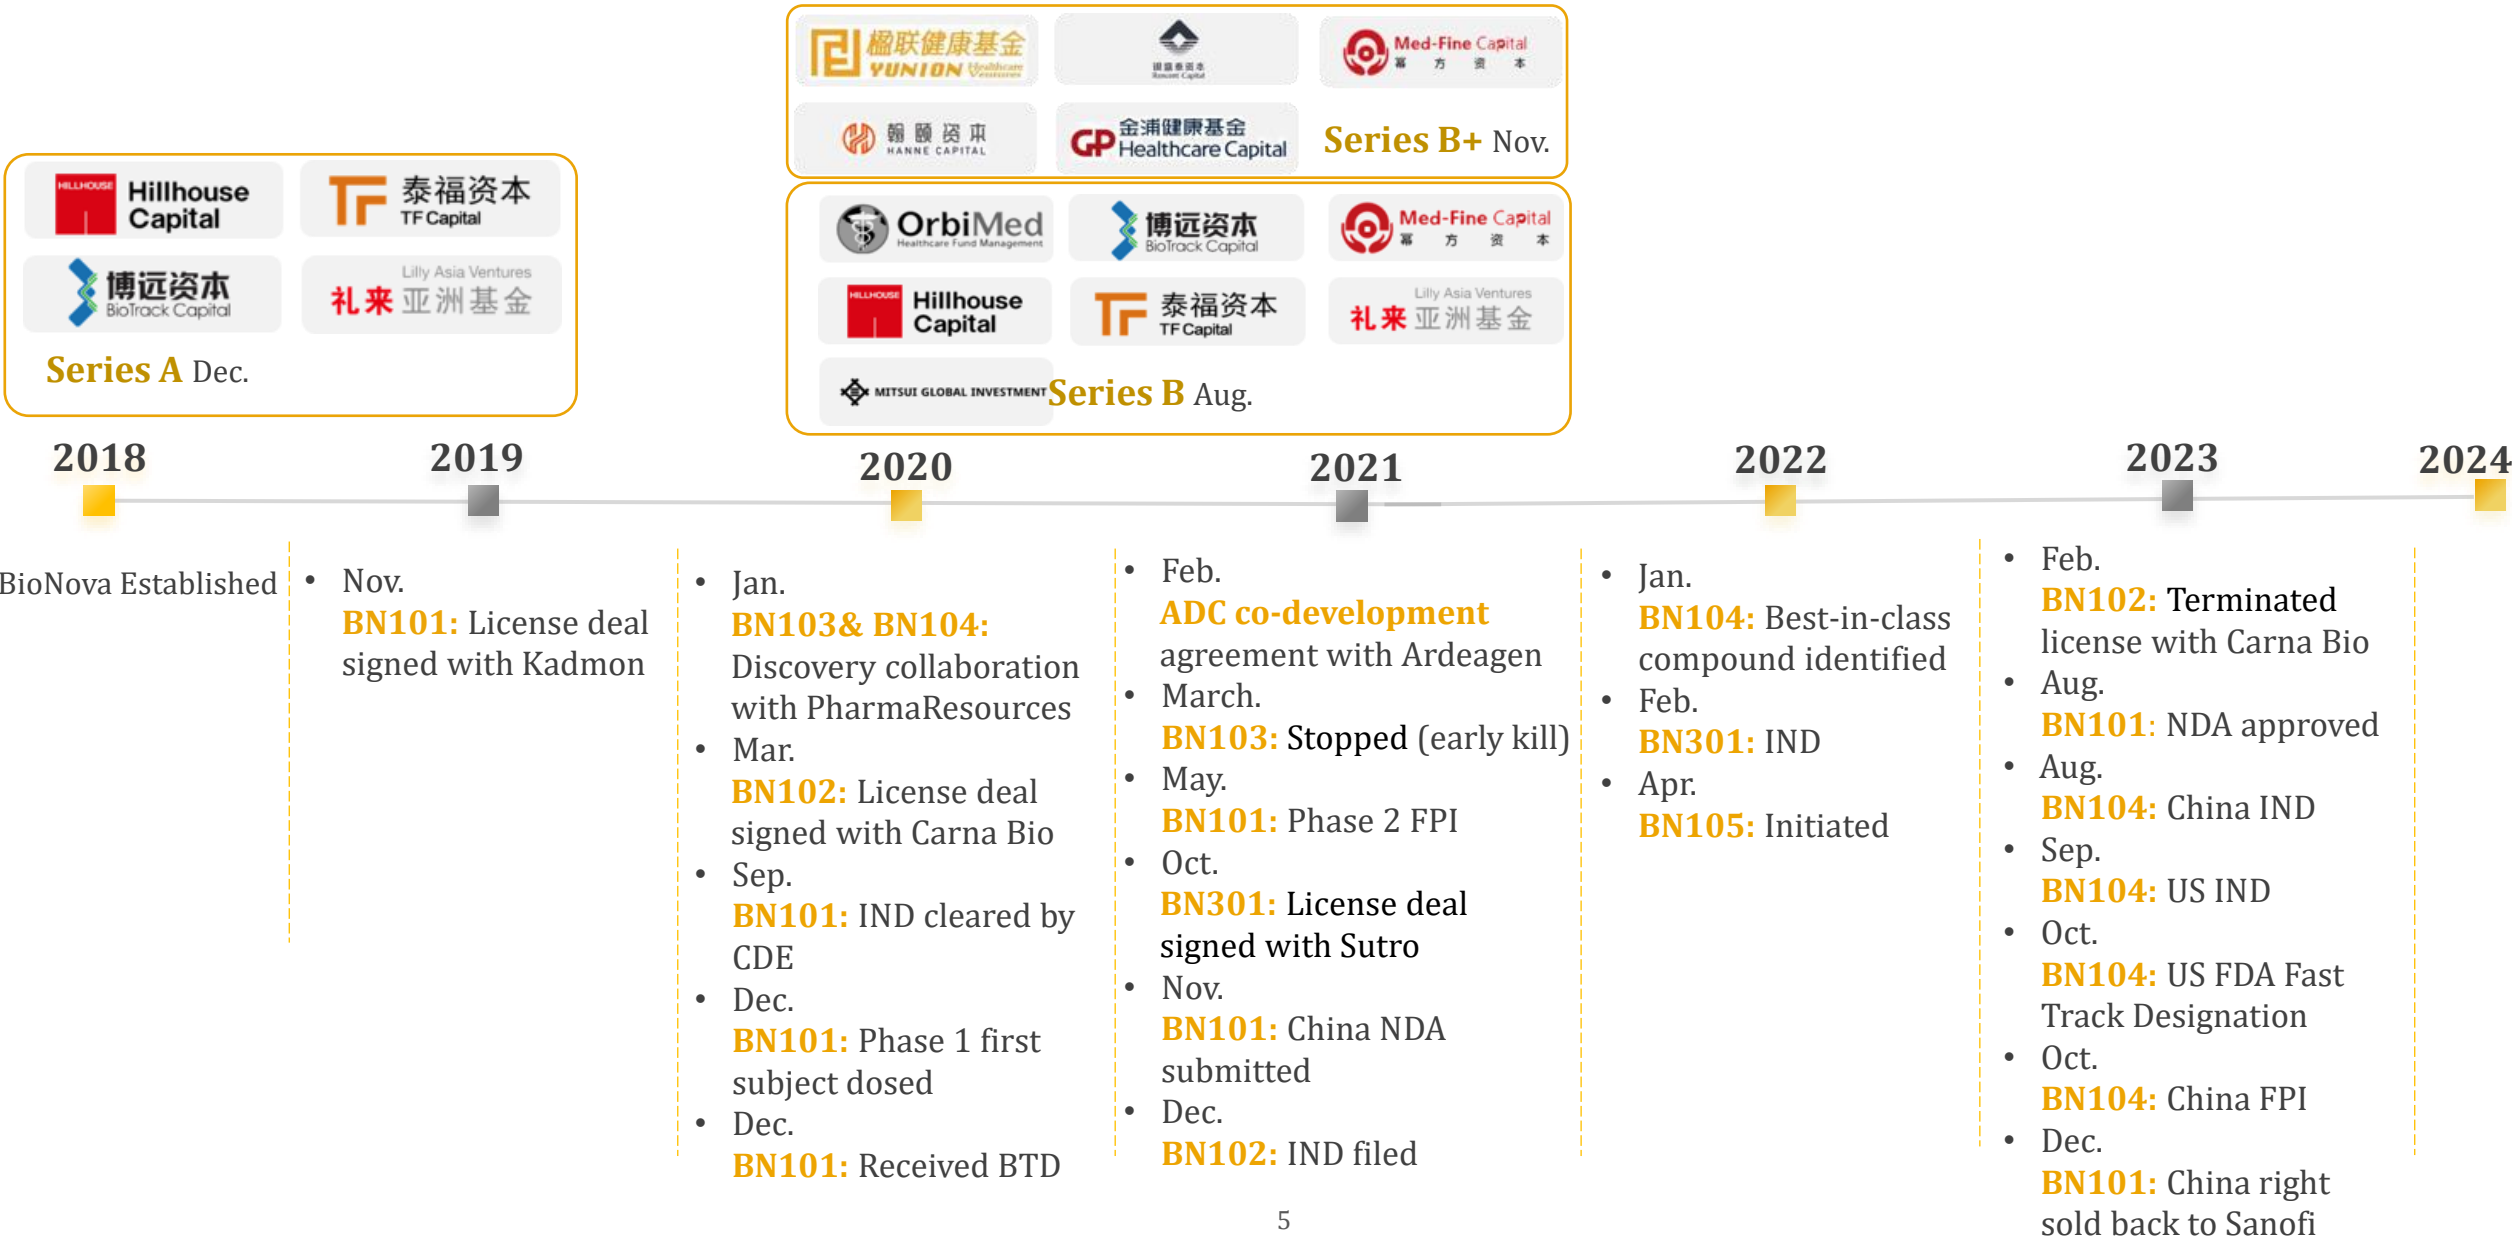 楹联健康基金
YUNION Healthcare Ventures
银盛泰资本
Rescent Capital
Med-Fine Capital
幂方资本
翰颐资本
HANNE CAPITAL
GP 金浦健康基金
Healthcare Capital
Series B+ Nov.
HILLHOUSE
Hillhouse
Capital
TF 泰福资本
TF Capital
博远资本
BioTrack Capital
Lilly Asia Ventures
礼来亚洲基金
Series A Dec.
OrbiMed
Healthcare Fund Management
博远资本
BioTrack Capital
Med-Fine Capital
幂方资本
HILLHOUSE
Hillhouse
Capital
TF 泰福资本
TF Capital
Lilly Asia Ventures
礼来亚洲基金
MITSUI GLOBAL INVESTMENT
Series B Aug.
2018
2019
2020
2021
2022
2023
2024
BioNova Established
• Nov.
BN101: License deal
signed with Kadmon
• Jan.
BN103& BN104:
Discovery collaboration
with PharmaResources
• Mar.
BN102: License deal
signed with Carna Bio
• Sep.
BN101: IND cleared by
CDE
• Dec.
BN101: Phase 1 first
subject dosed
• Dec.
BN101: Received BTD
• Feb.
ADC co-development
agreement with Ardeagen
• March.
BN103: Stopped (early kill)
• May.
BN101: Phase 2 FPI
• Oct.
BN301: License deal
signed with Sutro
• Nov.
BN101: China NDA
submitted
• Dec.
BN102: IND filed
• Jan.
BN104: Best-in-class
compound identified
• Feb.
BN301: IND
• Apr.
BN105: Initiated
• Feb.
BN102: Terminated
license with Carna Bio
• Aug.
BN101: NDA approved
• Aug.
BN104: China IND
• Sep.
BN104: US IND
• Oct.
BN104: US FDA Fast
Track Designation
• Oct.
BN104: China FPI
• Dec.
BN101: China right
sold back to Sanofi
5